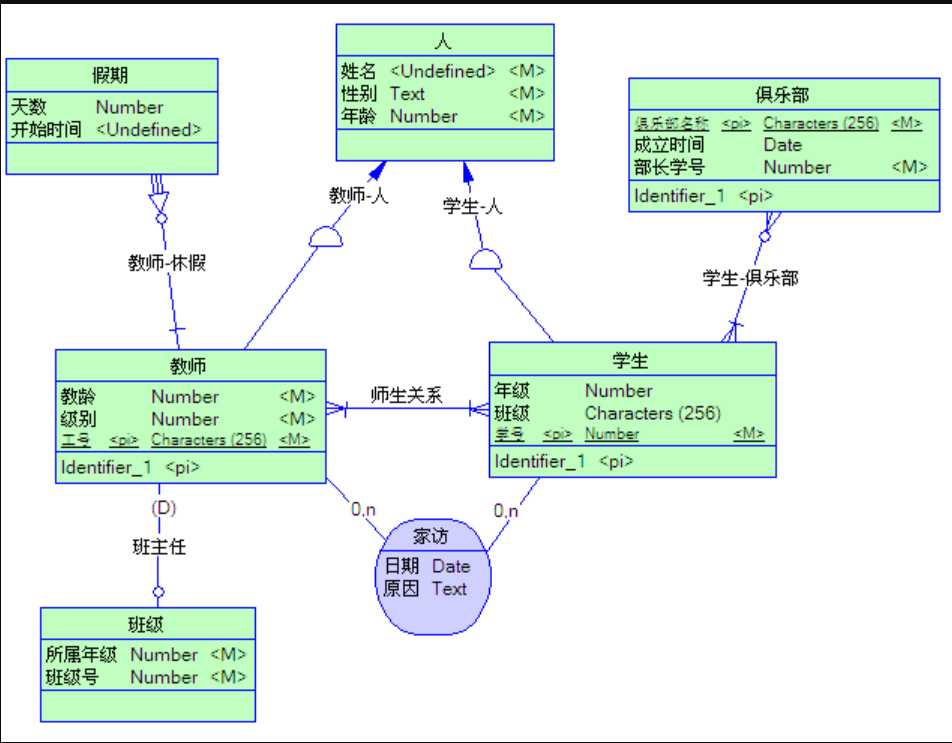 人
姓名 <Undefined> <M>
性别 Text <M>
年龄 Number <M>
假期
天数 Number
开始时间 <Undefined>
俱乐部
俱乐部名称 <pi> Characters (256) <M>
成立时间 Date
部长学号 Number <M>
Identifier_1 <pi>
教师-人
学生-人
教师-休假
学生-俱乐部
教师
教龄 Number <M>
级别 Number <M>
工号 <pi> Characters (256) <M>
Identifier_1 <pi>
师生关系
学生
年级 Number
班级 Characters (256)
学号 <pi> Number <M>
Identifier_1 <pi>
(D)
班主任
0,n
0,n
家访
日期 Date
原因 Text
班级
所属年级 Number <M>
班级号 Number <M>